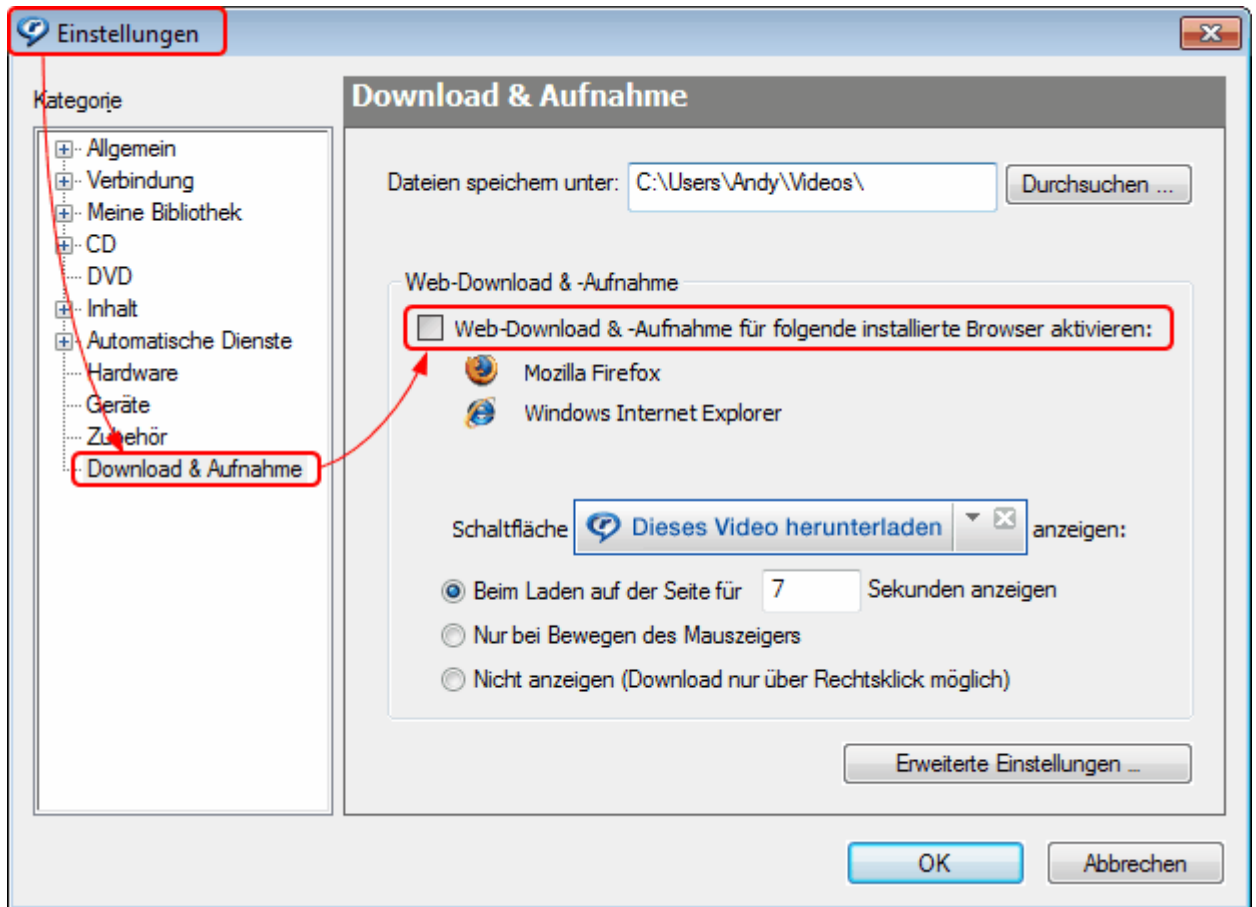 Einstellungen
Kategorie
Allgemein
Verbindung
Meine Bibliothek
CD
DVD
Inhalt
Automatische Dienste
Hardware
Geräte
Zubehör
Download & Aufnahme
Download & Aufnahme
Dateien speichern unter: C:\Users\Andy\Videos\ Durchsuchen ...
Web-Download & -Aufnahme
Web-Download & -Aufnahme für folgende installierte Browser aktivieren:
Mozilla Firefox
Windows Internet Explorer
Schaltfläche Dieses Video herunterladen anzeigen:
Beim Laden auf der Seite für 7 Sekunden anzeigen
Nur bei Bewegen des Mauszeigers
Nicht anzeigen (Download nur über Rechtsklick möglich)
Erweiterte Einstellungen ...
OK Abbrechen